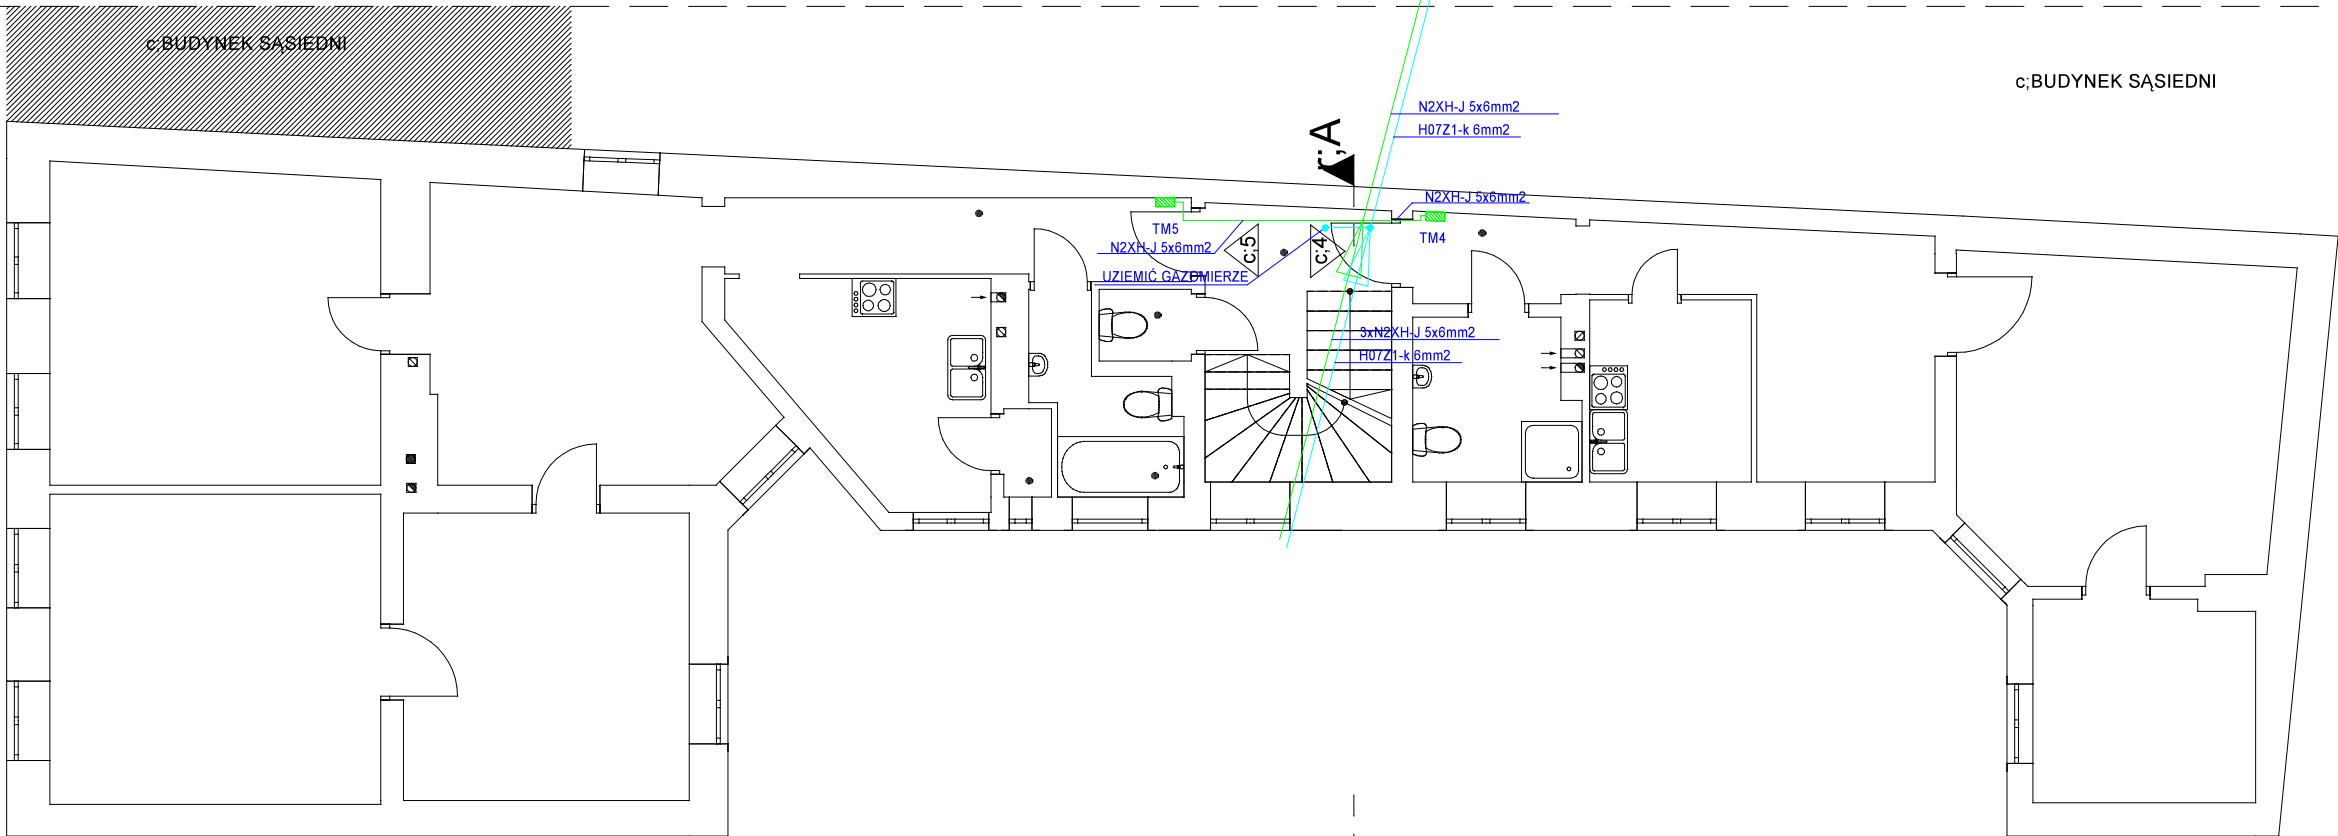 c;BUDYNEK SĄSIEDNI
c;BUDYNEK SĄSIEDNI
N2XH-J 5x6mm2
H07Z1-k 6mm2
r;A
N2XH-J 5x6mm2
TM5
N2XH-J 5x6mm2
c;5
c;4
TM4
UZIEMIĆ GAZOMIERZE
3xN2XH-J 5x6mm2
H07Z1-k 6mm2